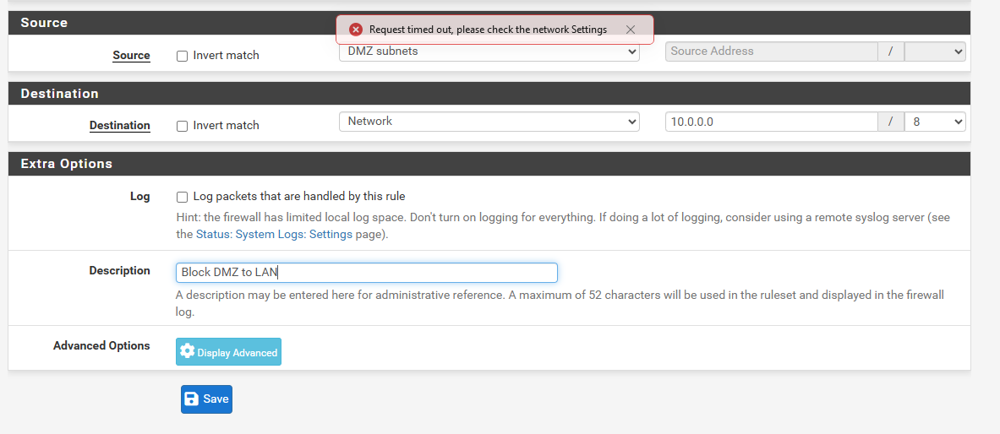 Source
Request timed out, please check the network Settings
Source Invert match DMZ subnets Source Address /
Destination
Destination Invert match Network 10.0.0.0 / 8
Extra Options
Log Log packets that are handled by this rule
Hint: the firewall has limited local log space. Don't turn on logging for everything. If doing a lot of logging, consider using a remote syslog server (see
the Status: System Logs: Settings page).
Description Block DMZ to LAN
A description may be entered here for administrative reference. A maximum of 52 characters will be used in the ruleset and displayed in the firewall
log.
Advanced Options Display Advanced
Save